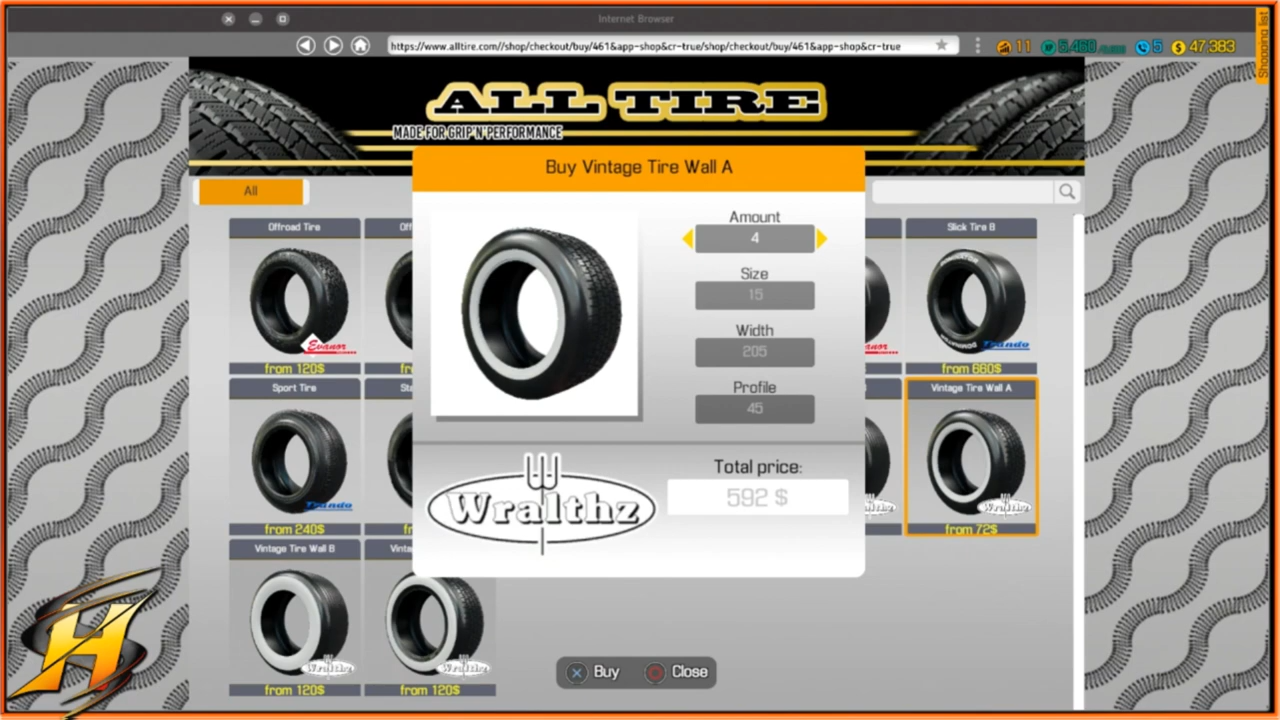 Internet Browser
https://www.alltire.com//shop/checkout/buy/461&app-shop&cr-true/shop/checkout/buy/461&app-shop&cr-true
11
5
47,383
Shopping list
ALL TIRE
MADE FOR GRIP'N'PERFORMANCE
Buy Vintage Tire Wall A
All
Amount
4
Size
15
Width
205
Profile
45
Total price:
592 $
Wralthz
Offroad Tire
Evanor
from 120$
Slick Tire B
from 660$
Sport Tire
from 240$
Vintage Tire Wall A
Wralthz
from 72$
Vintage Tire Wall B
Wralthz
from 120$
Wralthz
from 120$
Buy
Close
H